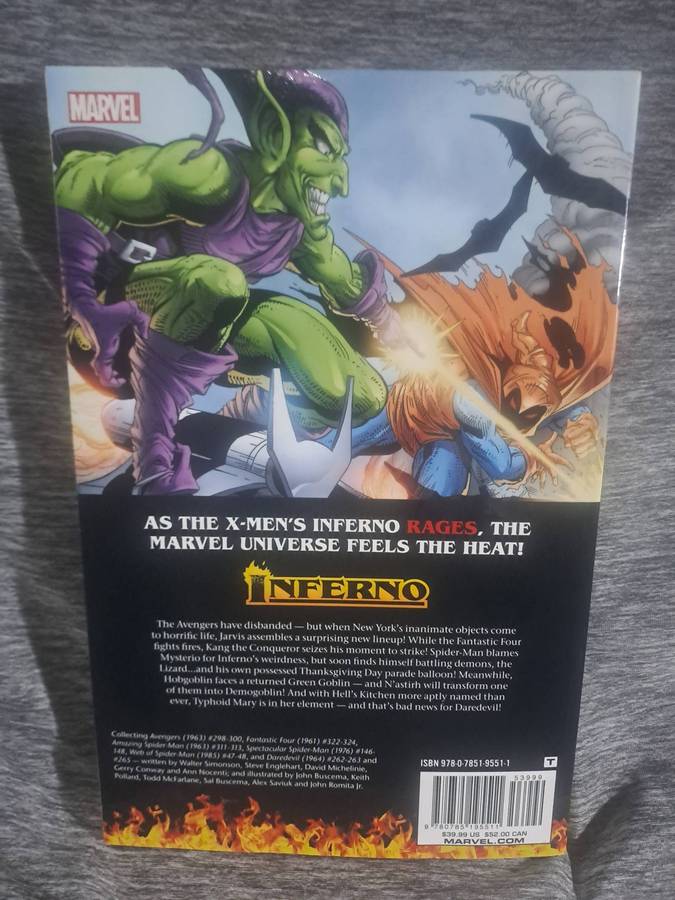 MARVEL
AS THE X-MEN'S INFERNO RAGES, THE
MARVEL UNIVERSE FEELS THE HEAT!
INFERNO
The Avengers have disbanded — but when New York's inanimate objects come
to horrific life, Jarvis assembles a surprising new lineup! While the Fantastic Four
fights fires, Kang the Conqueror seizes his moment to strike! Spider-Man blames
Mysterio for Inferno's weirdness, but soon finds himself battling demons, the
Lizard...and his own possessed Thanksgiving Day parade balloon! Meanwhile,
Hobgoblin faces a returned Green Goblin — and N'astirh will transform one
of them into Demogoblin! And with Hell's Kitchen more aptly named than
ever, Typhoid Mary is in her element — and that's bad news for Daredevil!
Collecting Avengers (1963) #298-300, Fantastic Four (1961) #322-324,
Amazing Spider-Man (1963) #311-313, Spectacular Spider-Man (1976) #146-
148, Web of Spider-Man (1985) #47-48, and Daredevil (1964) #262-263 and
#265 — written by Walter Simonson, Steve Englehart, David Michelinie,
Gerry Conway and Ann Nocenti; and illustrated by John Buscema, Keith
Pollard, Todd McFarlane, Sal Buscema, Alex Saviuk and John Romita Jr.
ISBN 978-0-7851-9551-1
T
53999
9 780785 195511
$39.99 US $52.00 CAN
MARVEL.COM